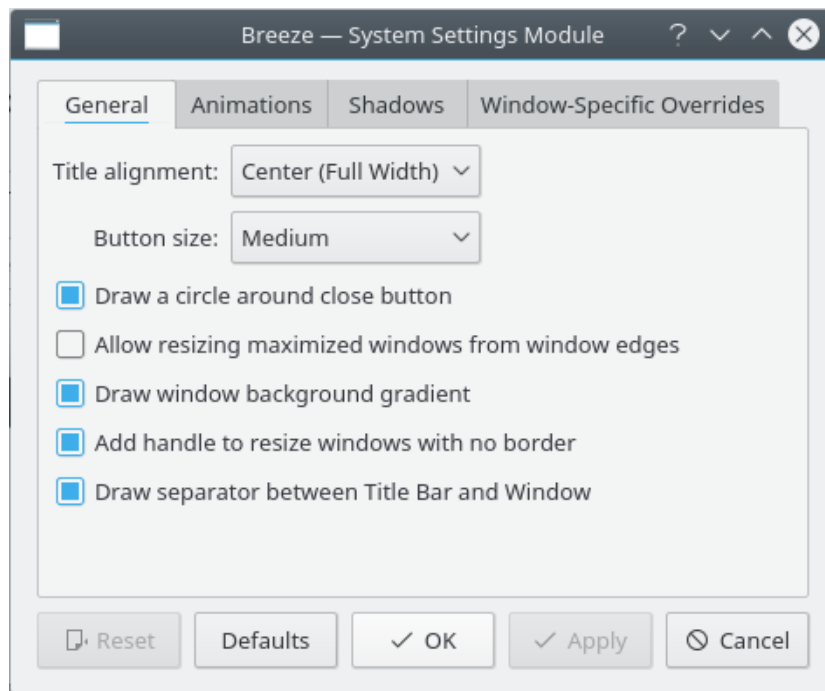 Breeze — System Settings Module ?
General Animations Shadows Window-Specific Overrides
Title alignment: Center (Full Width)
Button size: Medium
Draw a circle around close button
Allow resizing maximized windows from window edges
Draw window background gradient
Add handle to resize windows with no border
Draw separator between Title Bar and Window
Reset Defaults OK Apply Cancel